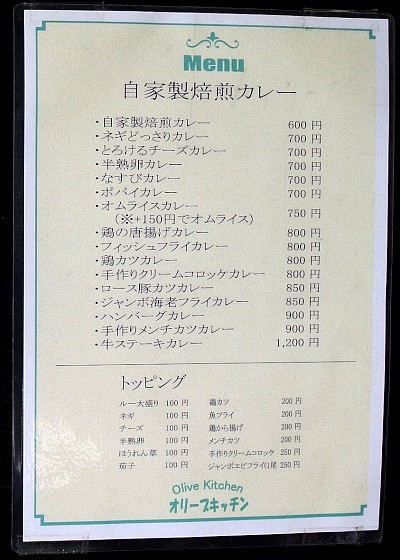 Menu
自家製焙煎カレー
・自家製焙煎カレー 600 円
・ネギどっさりカレー 700 円
・とろけるチーズカレー 700 円
・半熟卵カレー 700 円
・なすびカレー 700 円
・ポパイカレー 700 円
・オムライスカレー 750 円
（※+150円でオムライス）
・鶏の唐揚げカレー 800 円
・フィッシュフライカレー 800 円
・鶏カツカレー 800 円
・手作りクリームコロッケカレー 800 円
・ロース豚カツカレー 850 円
・ジャンボ海老フライカレー 850 円
・ハンバーグカレー 900 円
・手作りメンチカツカレー 900 円
・牛ステーキカレー 1,200 円
トッピング
ルー大盛り 100 円 鶏カツ 200 円
ネギ 100 円 魚フライ 200 円
チーズ 100 円 鶏から揚げ 200 円
半熟卵 100 円 メンチカツ 200 円
ほうれん草 100 円 手作りクリームコロッケ 250 円
茄子 100 円 ジャンボエビフライ(1尾 250 円
Olive Kitchen
オリーブキッチン